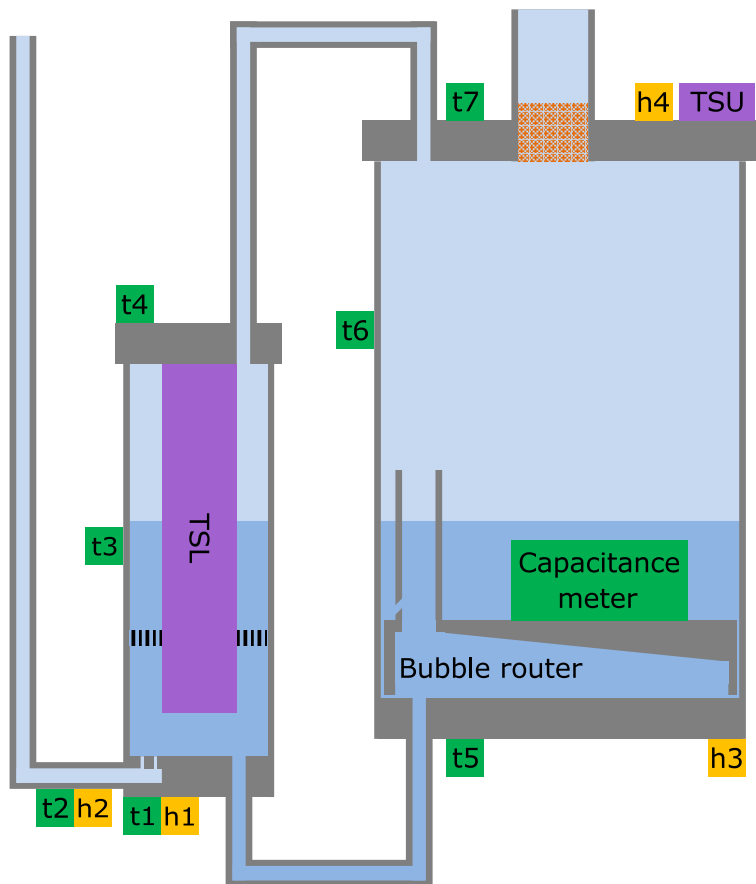 t7
h4
TSU
t4
t6
TSL
t3
Capacitance
meter
Bubble router
t5
h3
t2
h2
t1
h1